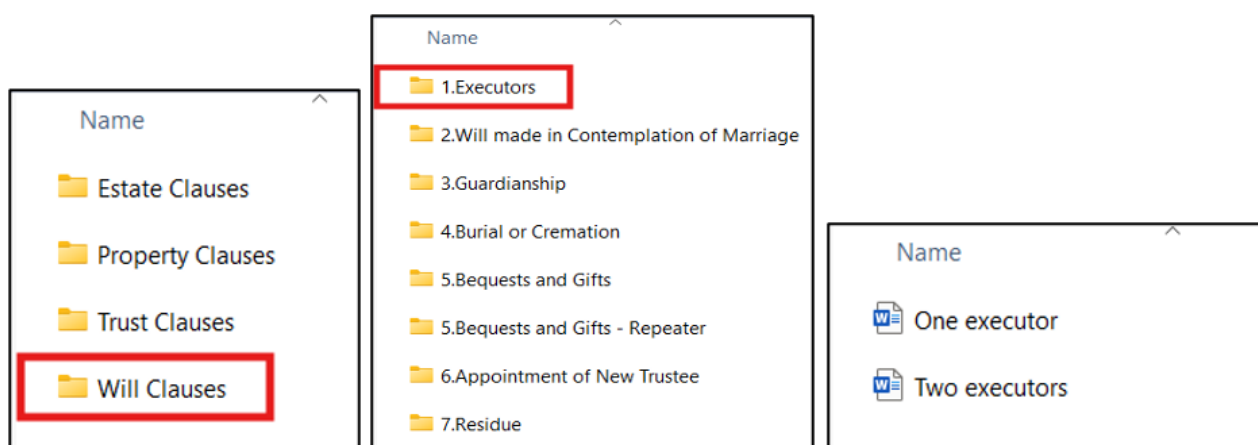 Name
Estate Clauses
Property Clauses
Trust Clauses
Will Clauses
Name
1.Executors
2.Will made in Contemplation of Marriage
3.Guardianship
4.Burial or Cremation
5.Bequests and Gifts
5.Bequests and Gifts - Repeater
6.Appointment of New Trustee
7.Residue
Name
One executor
Two executors